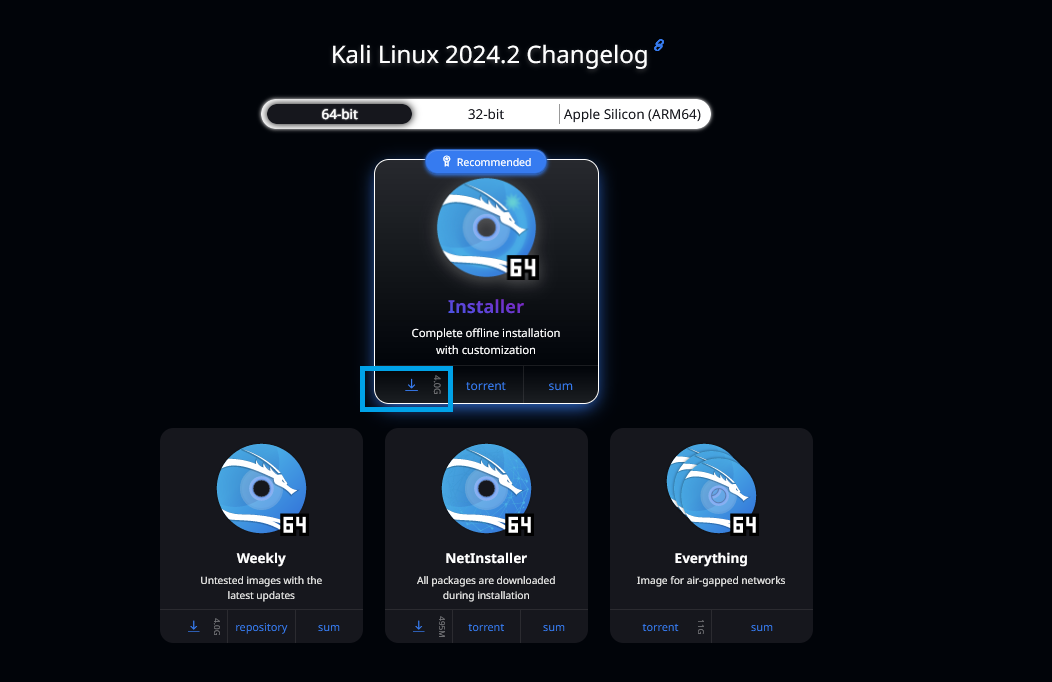 Kali Linux 2024.2 Changelog
64-bit
32-bit
Apple Silicon (ARM64)
Recommended
64
Installer
Complete offline installation
with customization
4.0G
torrent
sum
64
Weekly
Untested images with the
latest updates
4.0G
repository
sum
64
NetInstaller
All packages are downloaded
during installation
495M
torrent
sum
64
Everything
Image for air-gapped networks
torrent
11G
sum